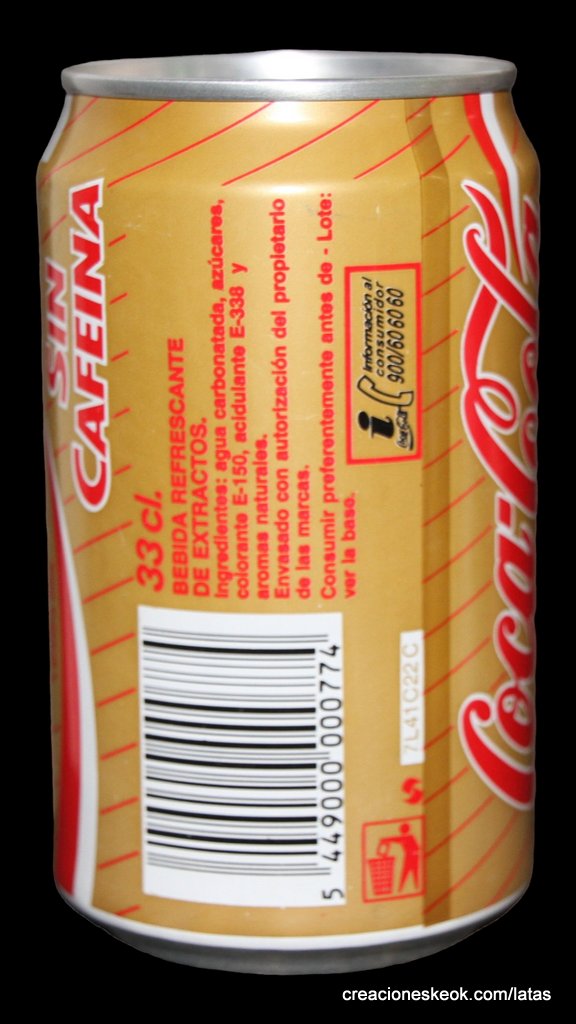 SIN
CAFEINA
33 cl.
BEBIDA REFRESCANTE
DE EXTRACTOS.
Ingredientes: agua carbonatada, azúcares,
colorante E-150, acidulante E-338 y
aromas naturales.
Envasado con autorización del propietario
de las marcas.
Consumir preferentemente antes de - Lote:
ver la base.
i
Información al
consumidor
900/60 60 60
5 449000 000774
7L41C22C
Coca-Cola
creacioneskeok.com/latas